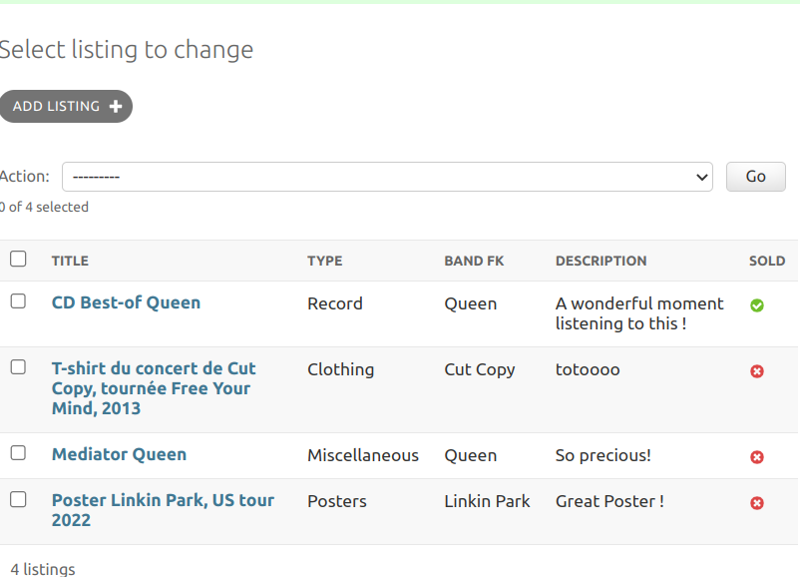 Select listing to change
ADD LISTING
Action: --------- Go
0 of 4 selected
TITLE TYPE BAND FK DESCRIPTION SOLD
CD Best-of Queen Record Queen A wonderful moment
listening to this !
T-shirt du concert de Cut Clothing Cut Copy totoooo
Copy, tournée Free Your
Mind, 2013
Mediator Queen Miscellaneous Queen So precious!
Poster Linkin Park, US tour Posters Linkin Park Great Poster !
2022
4 listings